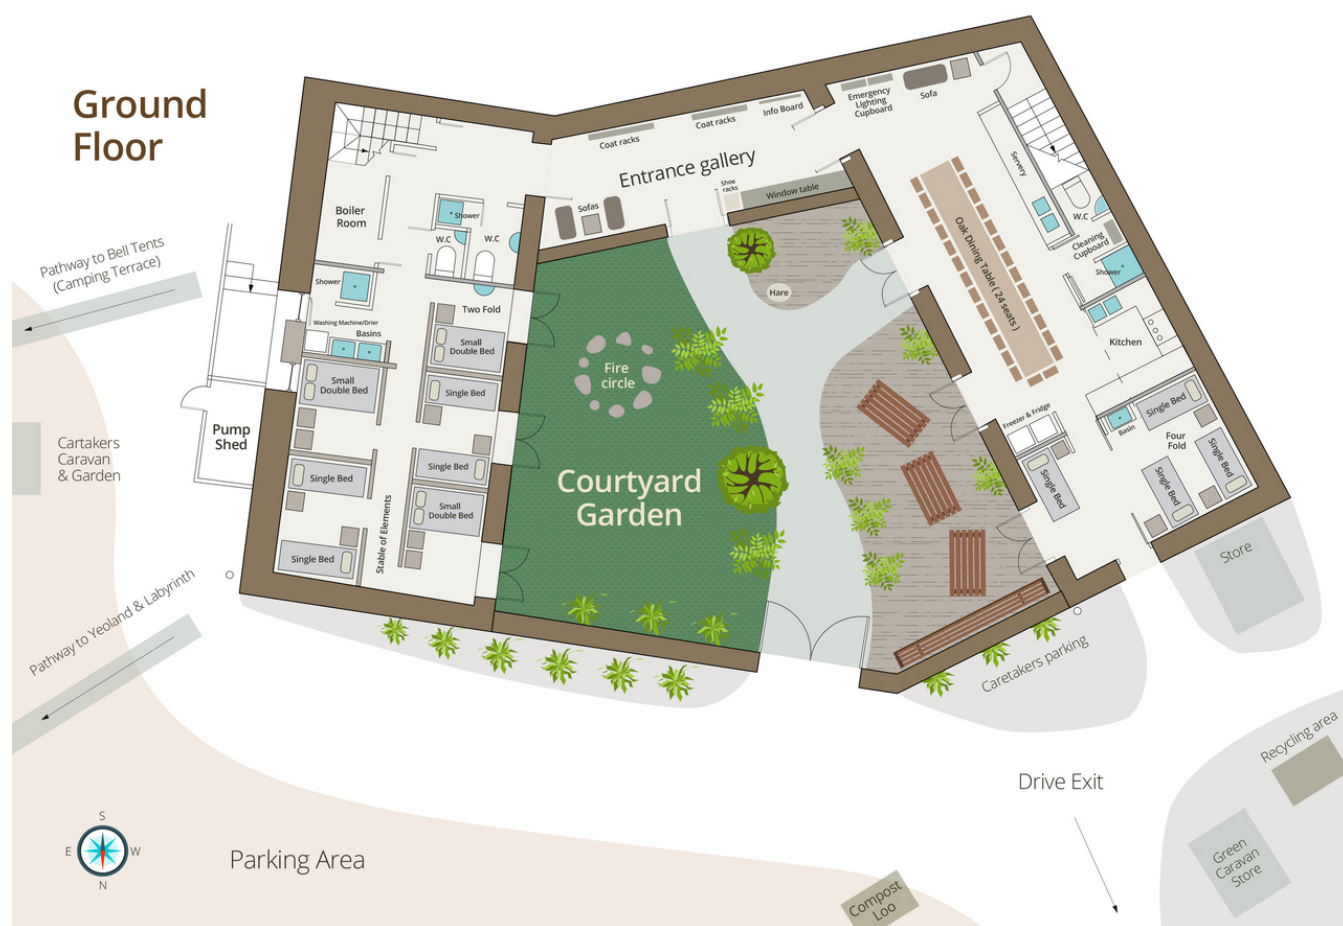 Ground
Floor
Pathway to Bell Tents
(Camping Terrace)
Cartakers
Caravan
& Garden
Pump
Shed
Pathway to Yeoland & Labyrinth
Boiler
Room
Shower
W.C
W.C
Shower
Washing Machine/Drier
Basins
Two Fold
Small
Double Bed
Small
Double Bed
Single Bed
Single Bed
Single Bed
Small
Double Bed
Single Bed
Stable of Elements
Coat racks
Coat racks
Info Board
Entrance gallery
Sofas
Shoe
racks
Window table
Emergency
Lighting
Cupboard
Sofa
Servery
Oak Dining Table ( 24 seats )
W.C
Cleaning
Cupboard
Shower
Kitchen
Freezer & Fridge
Basin
Single Bed
Four
Fold
Single Bed
Single Bed
Single Bed
Hare
Fire
circle
Courtyard
Garden
Store
Caretakers parking
Recycling area
Drive Exit
Green
Caravan
Store
Compost
Loo
Parking Area
S
E
W
N